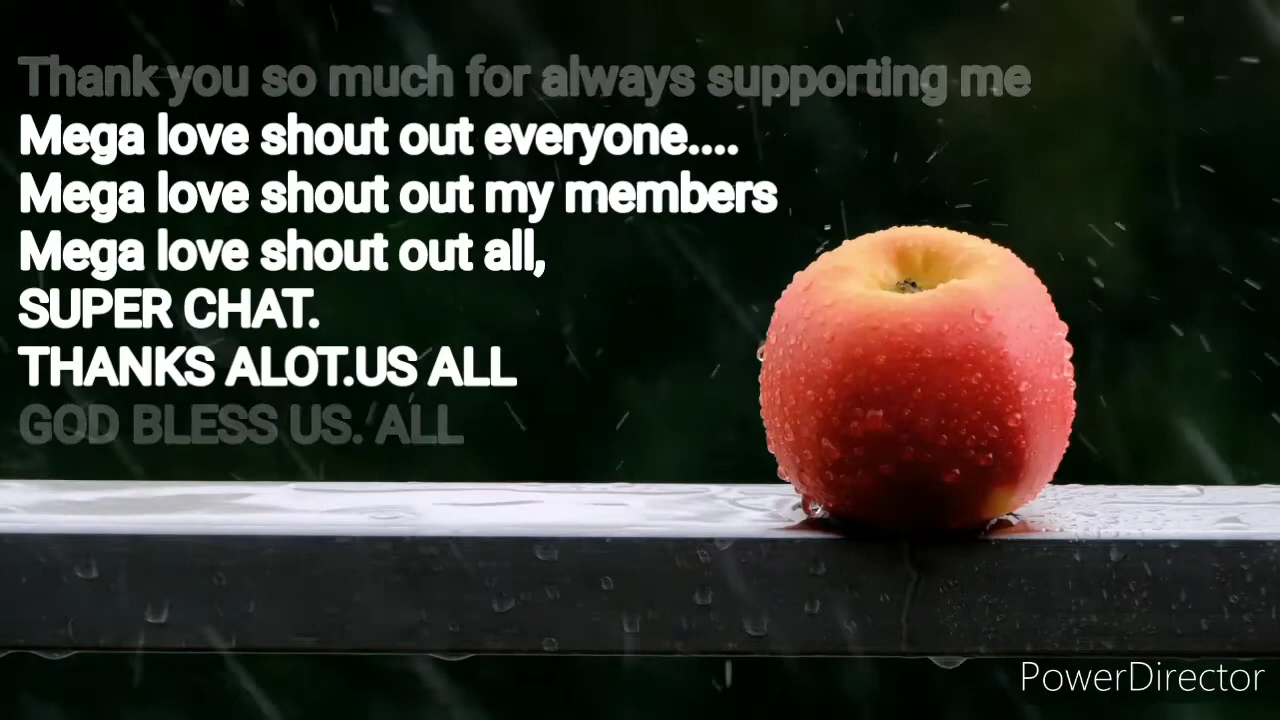 Thank you so much for always supporting me
Mega love shout out everyone....
Mega love shout out my members
Mega love shout out all,
SUPER CHAT.
THANKS ALOT.US ALL
GOD BLESS US. ALL
PowerDirector